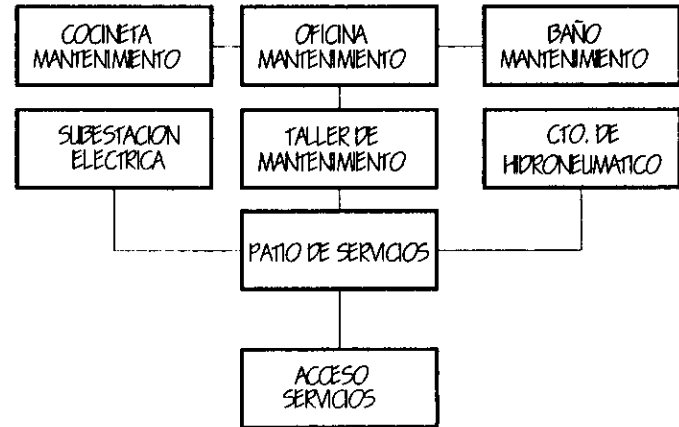 COCINETA
MANTENIMIENTO
OFICINA
MANTENIMIENTO
BAÑO
MANTENIMIENTO
SUBESTACION
ELECTRICA
TALLER DE
MANTENIMIENTO
CTO. DE
HIDRONEUMATICO
PATIO DE SERVICIOS
ACCESO
SERVICIOS